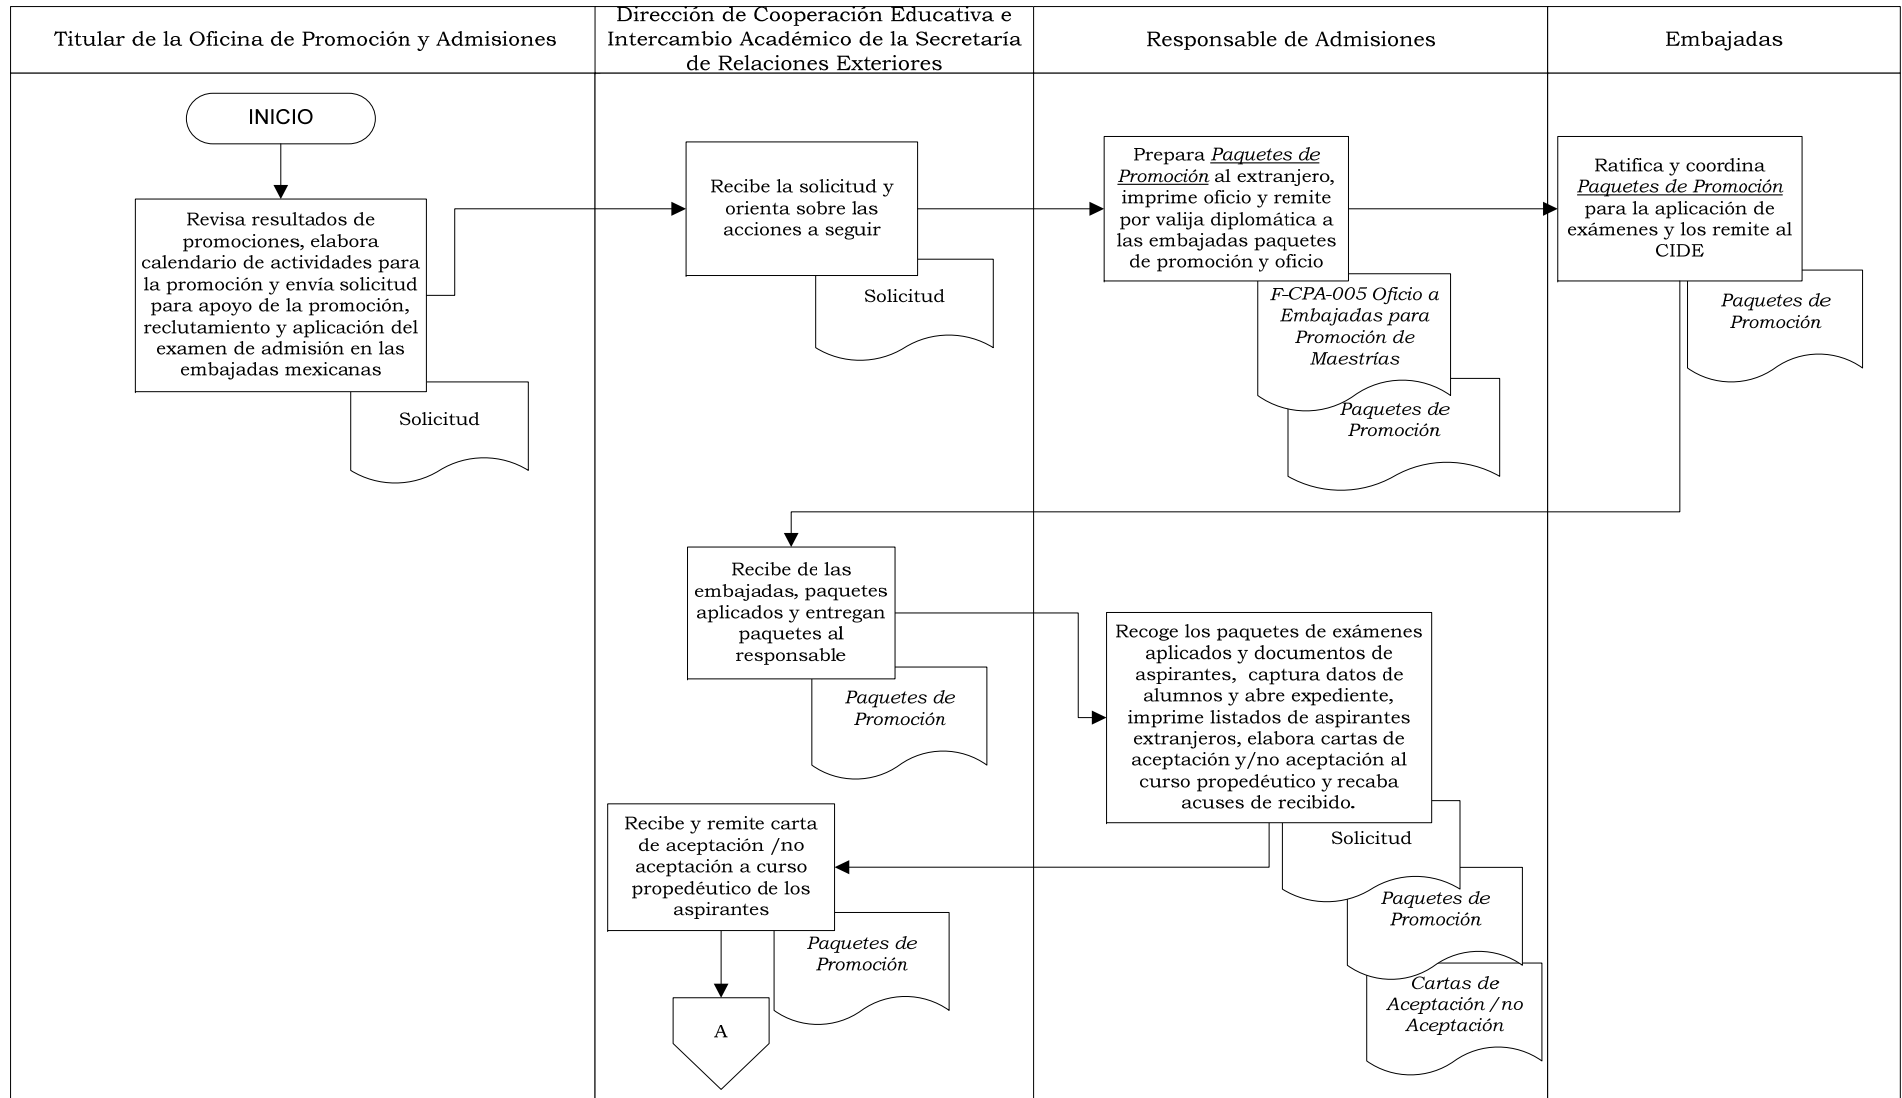 Titular de la Oficina de Promoción y Admisiones
Dirección de Cooperación Educativa e
Intercambio Académico de la Secretaría
de Relaciones Exteriores
Responsable de Admisiones
Embajadas
INICIO
Revisa resultados de
promociones, elabora
calendario de actividades para
la promoción y envía solicitud
para apoyo de la promoción,
reclutamiento y aplicación del
examen de admisión en las
embajadas mexicanas
Solicitud
Recibe la solicitud y
orienta sobre las
acciones a seguir
Solicitud
Prepara Paquetes de
Promoción al extranjero,
imprime oficio y remite
por valija diplomática a
las embajadas paquetes
de promoción y oficio
F-CPA-005 Oficio a
Embajadas para
Promoción de
Maestrías
Paquetes de
Promoción
Ratifica y coordina
Paquetes de Promoción
para la aplicación de
exámenes y los remite al
CIDE
Paquetes de
Promoción
Recibe de las
embajadas, paquetes
aplicados y entregan
paquetes al
responsable
Paquetes de
Promoción
Recoge los paquetes de exámenes
aplicados y documentos de
aspirantes,  captura datos de
alumnos y abre expediente,
imprime listados de aspirantes
extranjeros, elabora cartas de
aceptación y/no aceptación al
curso propedéutico y recaba
acuses de recibido.
Solicitud
Paquetes de
Promoción
Cartas de
Aceptación /no
Aceptación
Recibe y remite carta
de aceptación /no
aceptación a curso
propedéutico de los
aspirantes
Paquetes de
Promoción
A